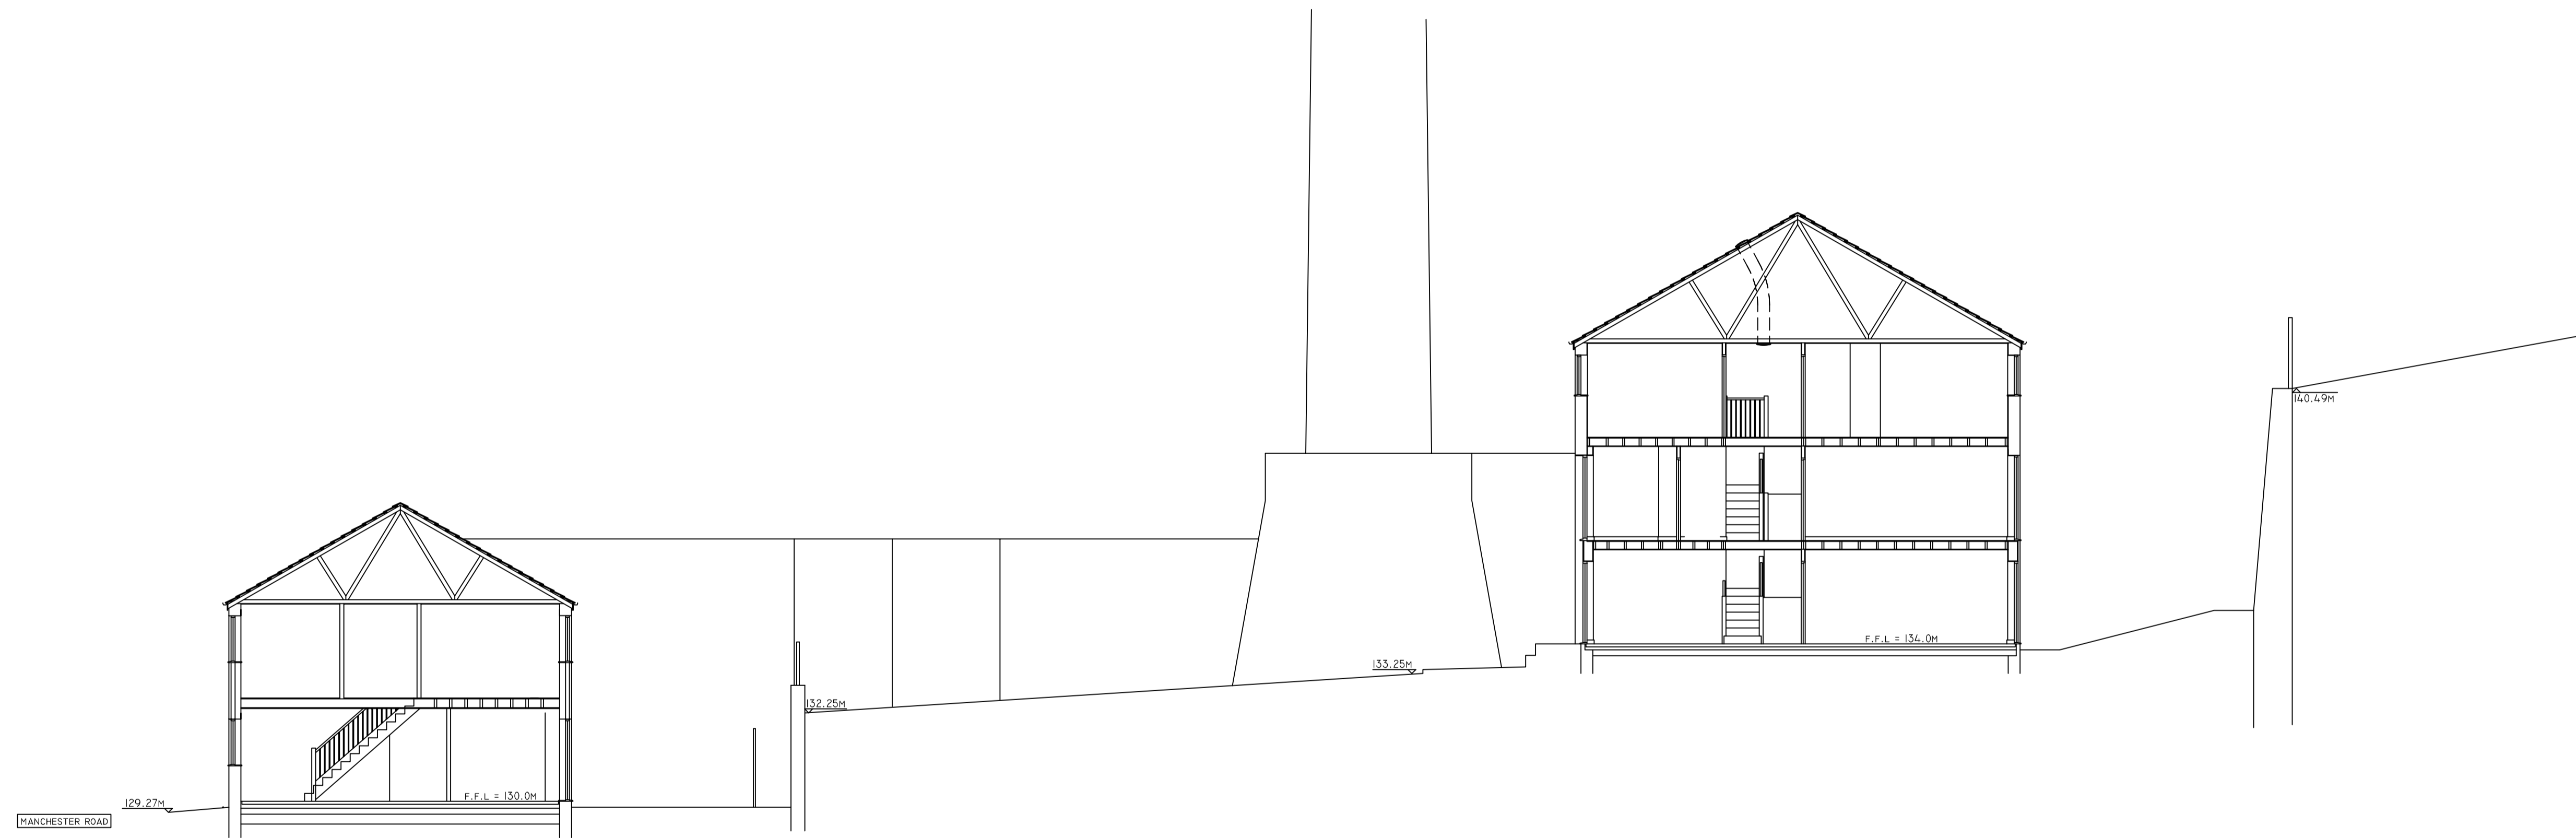 140.49M
F.F.L = 134.0M
133.25M
132.25M
F.F.L = 130.0M
129.27M
MANCHESTER ROAD